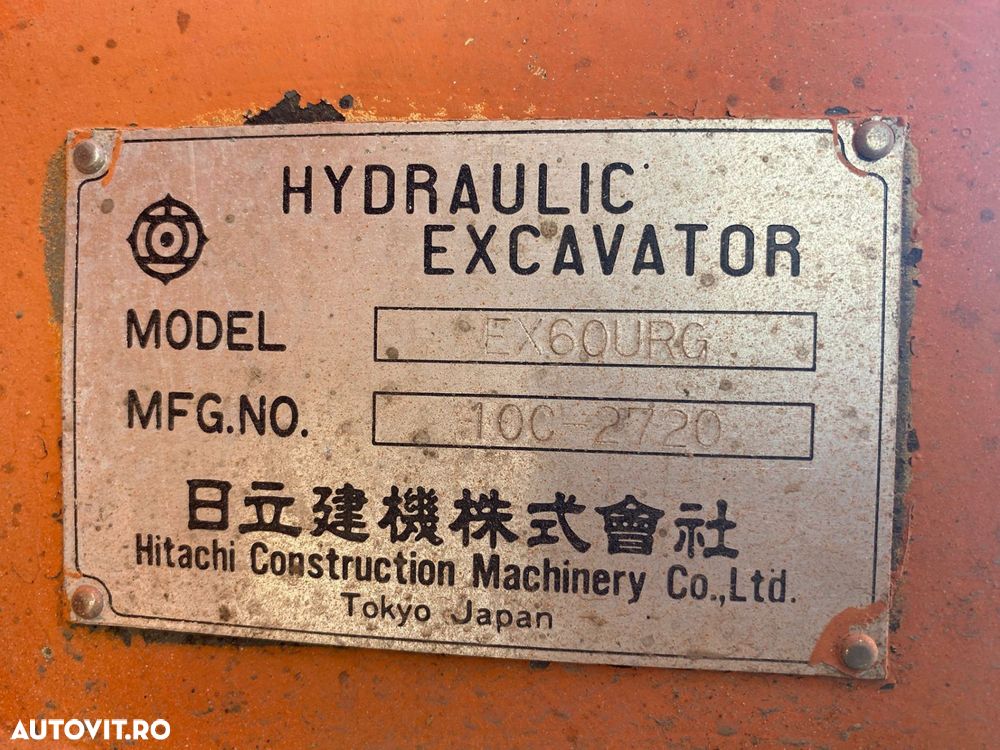 HYDRAULIC
EXCAVATOR
MODEL EX60URG
MFG.NO. 10C-2720
日立建機株式會社
Hitachi Construction Machinery Co.,Ltd.
Tokyo Japan
AUTOVIT.RO